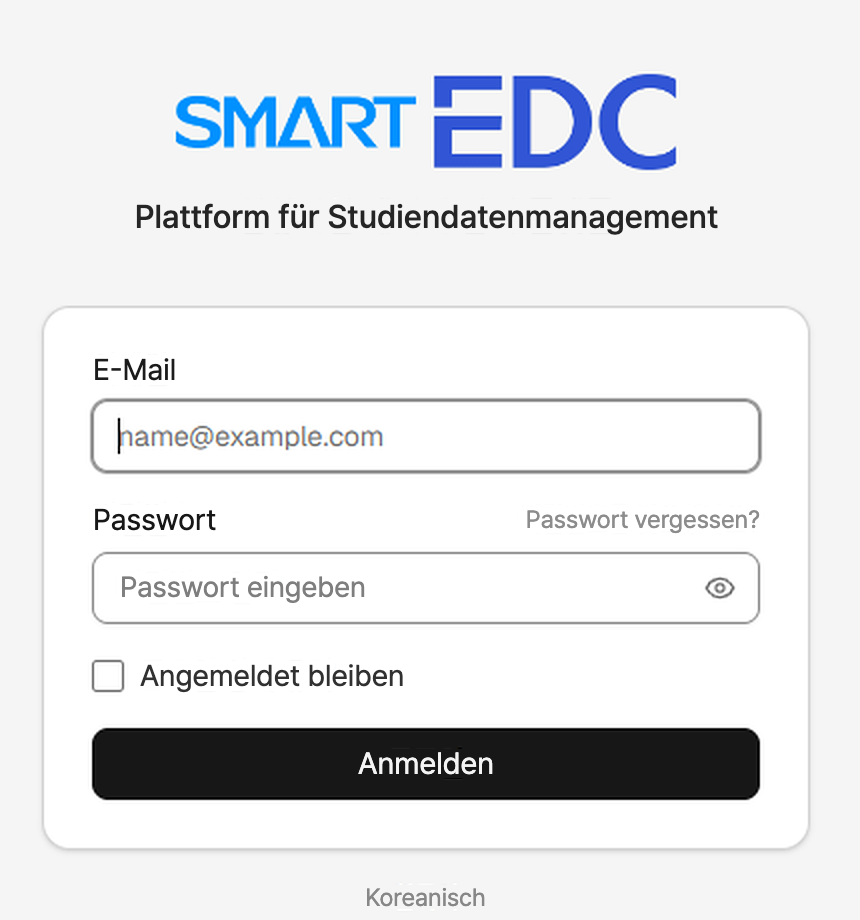 SMART EDC
Plattform für Studiendatenmanagement
E-Mail
name@example.com
Passwort Passwort vergessen?
Passwort eingeben
Angemeldet bleiben
Anmelden
Koreanisch